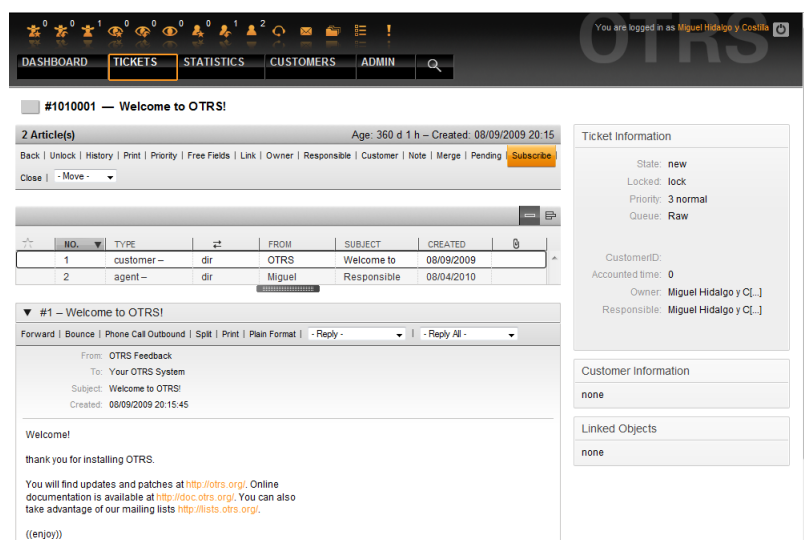 0 0 1 0 0 0 0 1 2
You are logged in as Miguel Hidalgo y Costilla
OTRS
DASHBOARD TICKETS STATISTICS CUSTOMERS ADMIN
#1010001 — Welcome to OTRS!
2 Article(s) Age: 360 d 1 h – Created: 08/09/2009 20:15
Back | Unlock | History | Print | Priority | Free Fields | Link | Owner | Responsible | Customer | Note | Merge | Pending | Subscribe |
Close | - Move -
NO. TYPE FROM SUBJECT CREATED
1 customer – dir OTRS Welcome to 08/09/2009
2 agent – dir Miguel Responsible 08/04/2010
#1 – Welcome to OTRS!
Forward | Bounce | Phone Call Outbound | Split | Print | Plain Format | - Reply - | - Reply All -
From: OTRS Feedback
To: Your OTRS System
Subject: Welcome to OTRS!
Created: 08/09/2009 20:15:45
Welcome!
thank you for installing OTRS.
You will find updates and patches at http://otrs.org/. Online
documentation is available at http://doc.otrs.org/. You can also
take advantage of our mailing lists http://lists.otrs.org/.
((enjoy))
Ticket Information
State: new
Locked: lock
Priority: 3 normal
Queue: Raw
CustomerID:
Accounted time: 0
Owner: Miguel Hidalgo y C[...]
Responsible: Miguel Hidalgo y C[...]
Customer Information
none
Linked Objects
none